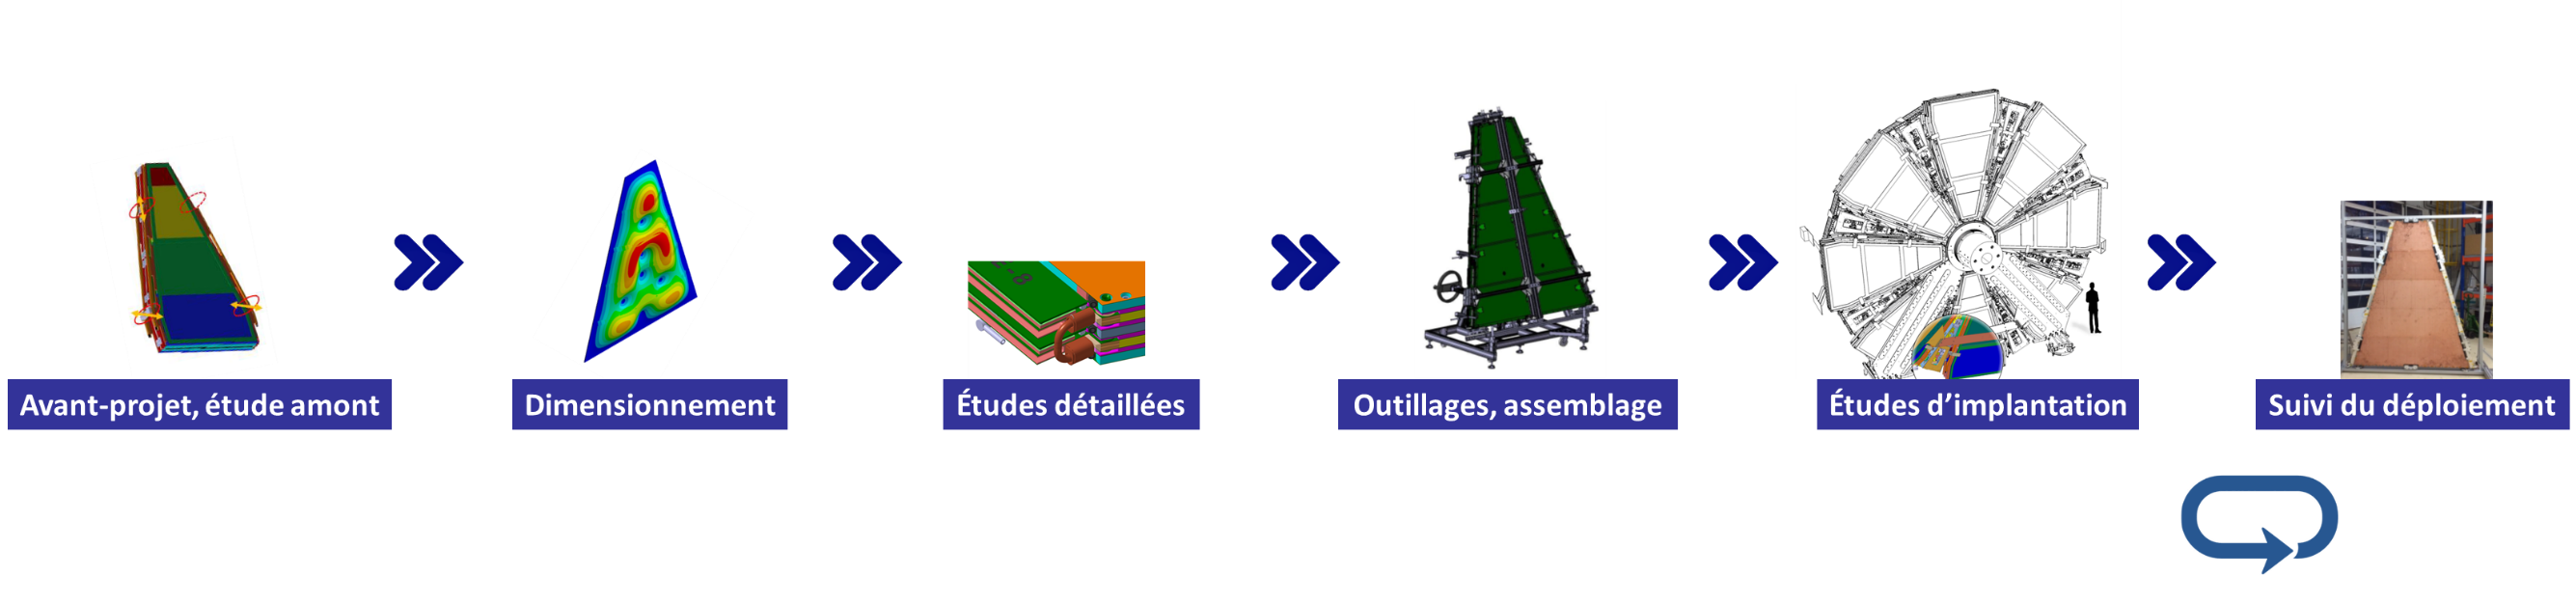 Avant-projet, étude amont
Dimensionnement
Études détaillées
Outillages, assemblage
Études d’implantation
Suivi du déploiement